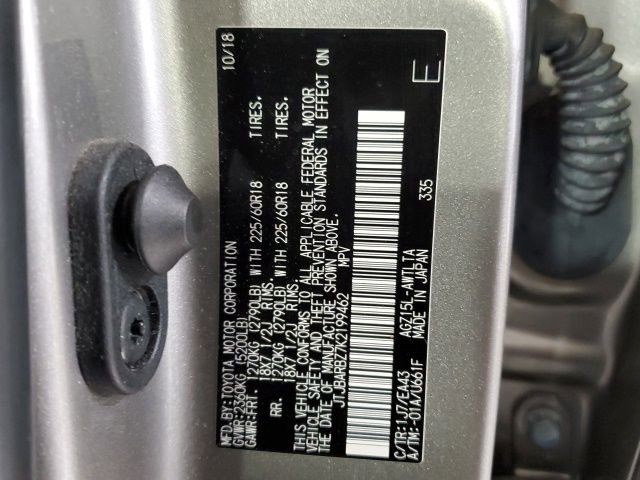 MFD.BY:TOYOTA MOTOR CORPORATION 10/18
GVWR:2360KG (5200LB)
GAWR-FRT. 1270KG (2790LB) WITH 225/60R18 TIRES.
18X7 1/2J RIMS.
RR. 1270KG (2790LB) WITH 225/60R18 TIRES.
18X7 1/2J RIMS.
THIS VEHICLE CONFORMS TO ALL APPLICABLE FEDERAL MOTOR
VEHICLE SAFETY AND THEFT PREVENTION STANDARDS IN EFFECT ON
THE DATE OF MANUFACTURE SHOWN ABOVE.
JTJBARBZ7K2199462 MPV
C/TR:1J7/EA43 AGZ15L-AWTLTA E
A/TM:-01A/U661F MADE IN JAPAN 335